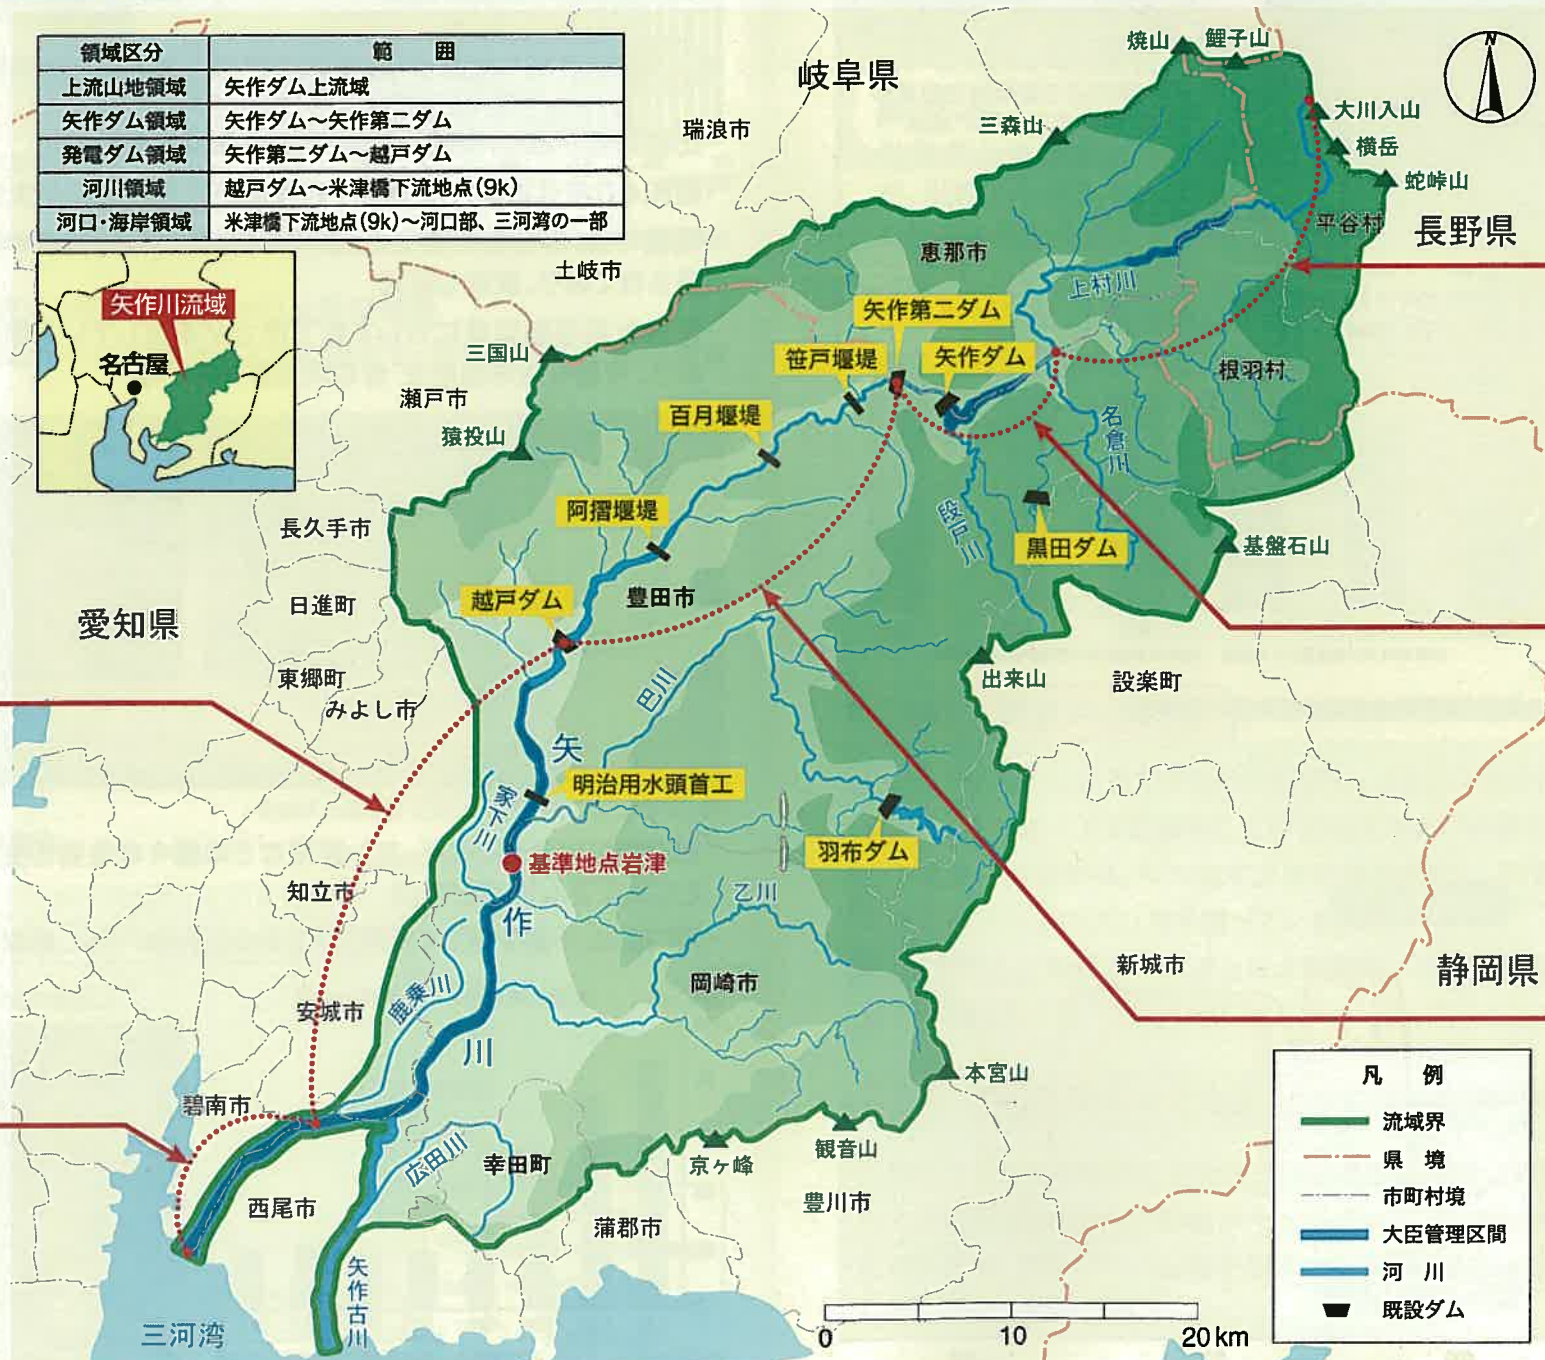 領域区分 範囲
上流山地領域 矢作ダム上流域
矢作ダム領域 矢作ダム～矢作第二ダム
発電ダム領域 矢作第二ダム～越戸ダム
河川領域 越戸ダム～米津橋下流地点(9k)
河口・海岸領域 米津橋下流地点(9k)～河口部、三河湾の一部
矢作川流域
名古屋
岐阜県
焼山
鯉子山
N
大川入山
横岳
蛇峠山
三森山
瑞浪市
平谷村
長野県
恵那市
土岐市
上村川
矢作第二ダム
三国山
笹戸堰堤
矢作ダム
根羽村
瀬戸市
百月堰堤
名倉川
猿投山
阿摺堰堤
段戸川
長久手市
黒田ダム
基盤石山
日進町
越戸ダム
豊田市
愛知県
東郷町
出来山
設楽町
みよし市
巴川
矢作川
明治用水頭首工
家下川
羽布ダム
基準地点岩津
知立市
乙川
岡崎市
新城市
静岡県
安城市
鹿乗川
本宮山
碧南市
広田川
幸田町
京ヶ峰
観音山
西尾市
蒲郡市
豊川市
矢作古川
三河湾
0 10 20km
凡例
流域界
県境
市町村境
大臣管理区間
河川
既設ダム